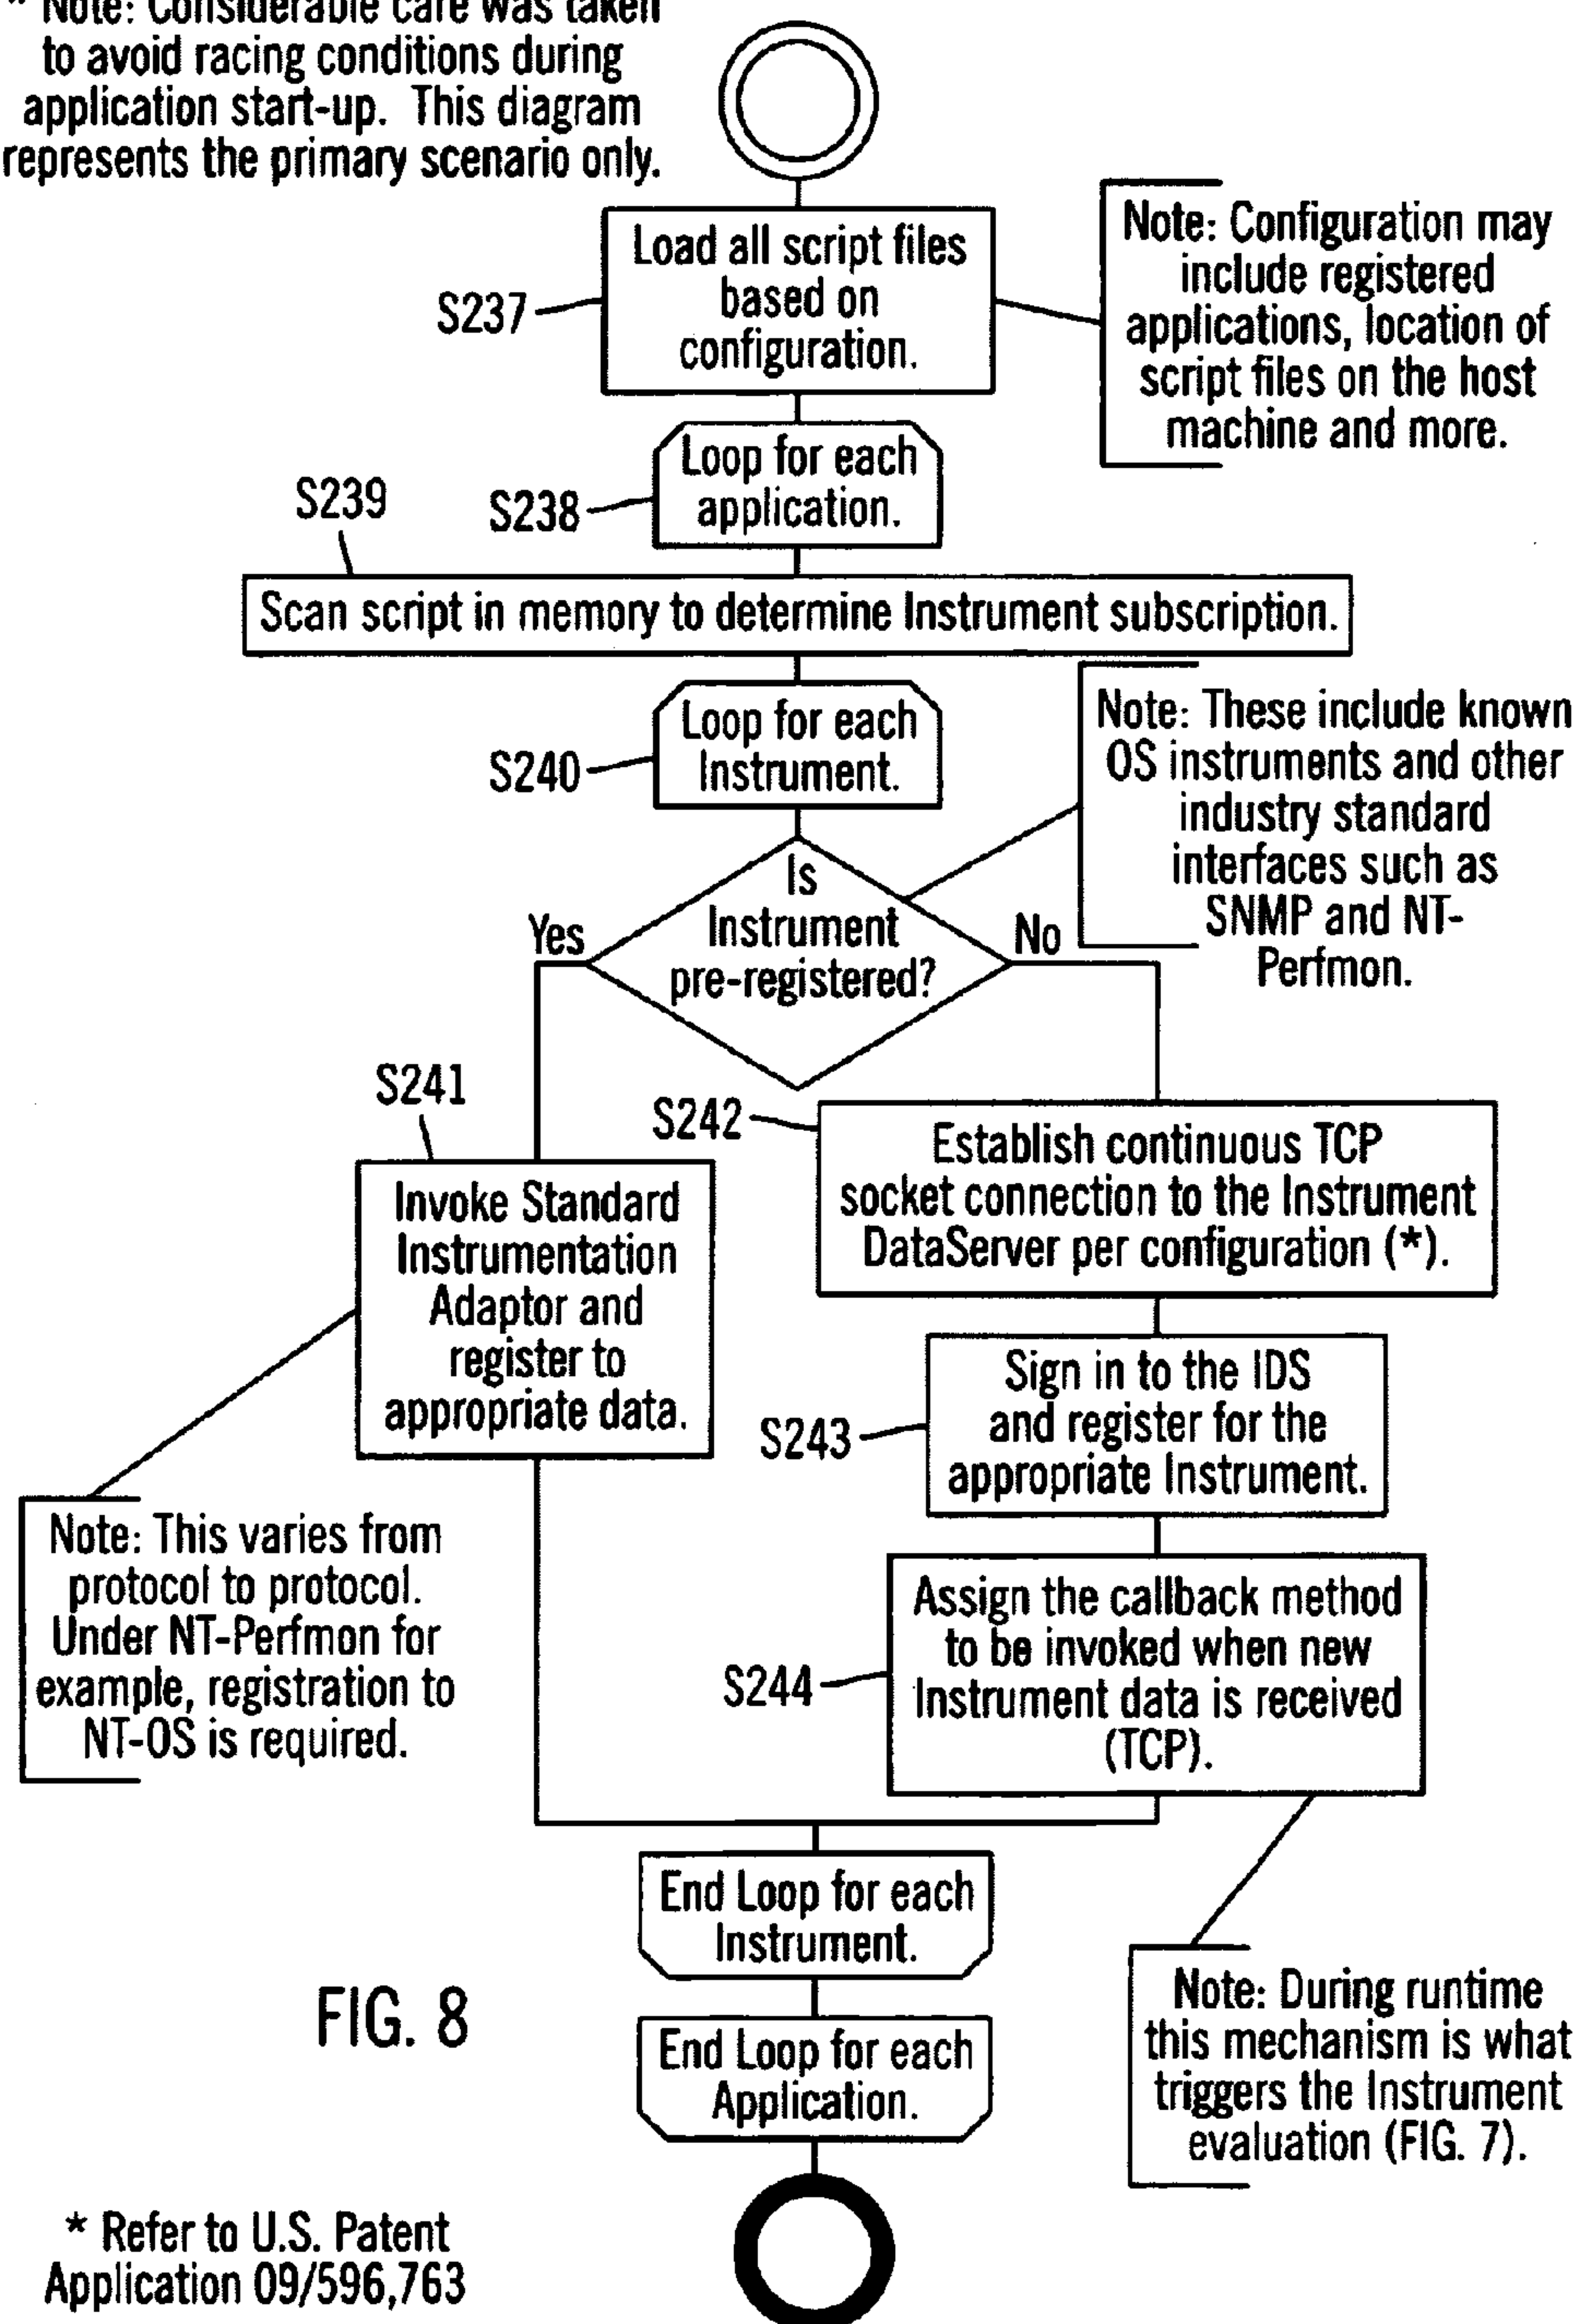 * Note: Considerable care was taken
to avoid racing conditions during
application start-up. This diagram
represents the primary scenario only.
Load all script files
based on
configuration.
S237
Note: Configuration may
include registered
applications, location of
script files on the host
machine and more.
Loop for each
application.
S238
S239
Scan script in memory to determine Instrument subscription.
Loop for each
Instrument.
S240
Note: These include known
OS instruments and other
industry standard
interfaces such as
SNMP and NT-
Perfmon.
Is
Instrument
pre-registered?
Yes
No
S241
Invoke Standard
Instrumentation
Adaptor and
register to
appropriate data.
S242
Establish continuous TCP
socket connection to the Instrument
DataServer per configuration (*).
Sign in to the IDS
and register for the
appropriate Instrument.
S243
Note: This varies from
protocol to protocol.
Under NT-Perfmon for
example, registration to
NT-OS is required.
Assign the callback method
to be invoked when new
Instrument data is received
(TCP).
S244
End Loop for each
Instrument.
End Loop for each
Application.
Note: During runtime
this mechanism is what
triggers the Instrument
evaluation (FIG. 7).
FIG. 8
* Refer to U.S. Patent
Application 09/596,763